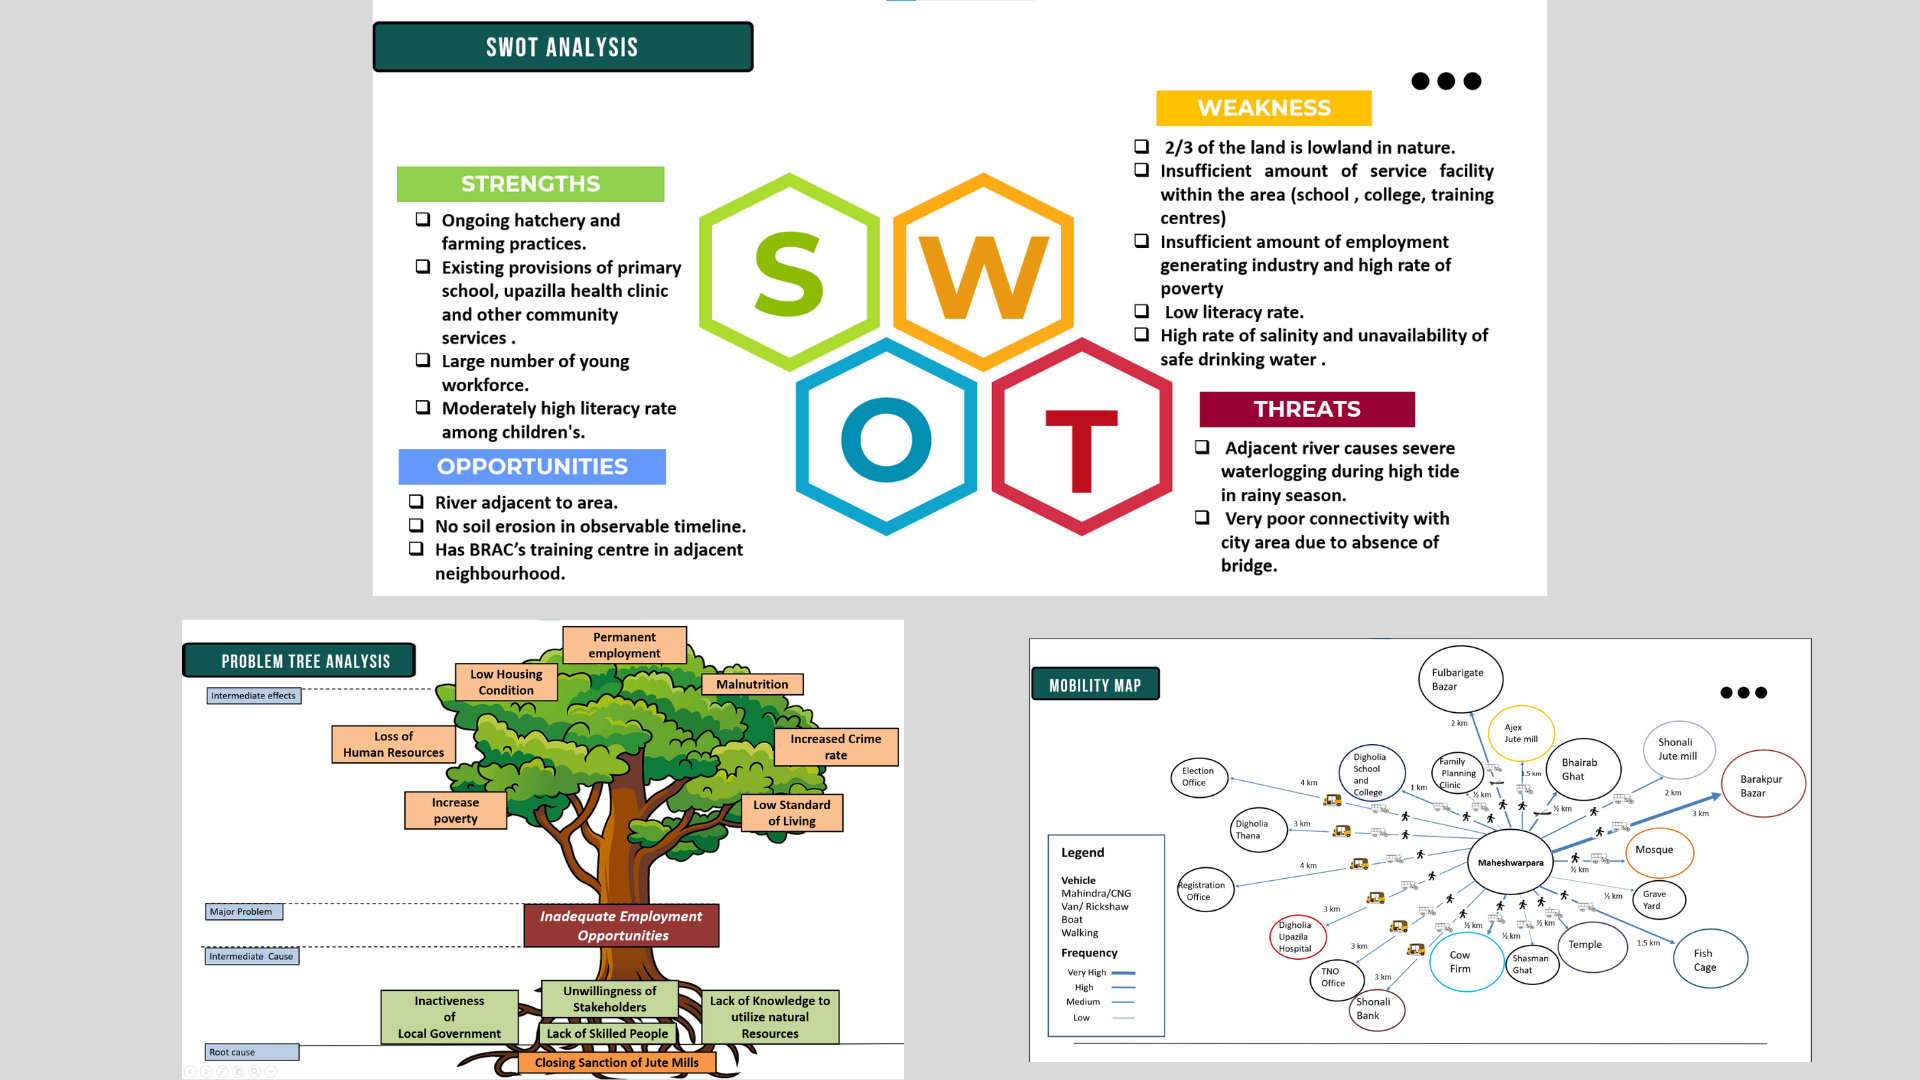 SWOT ANALYSIS
STRENGTHS
❑ Ongoing hatchery and
farming practices.
❑ Existing provisions of primary
school, upazilla health clinic
and other community
services .
❑ Large number of young
workforce.
❑ Moderately high literacy rate
among children's.
OPPORTUNITIES
❑ River adjacent to area.
❑ No soil erosion in observable timeline.
❑ Has BRAC’s training centre in adjacent
neighbourhood.
S
W
O
T
WEAKNESS
❑ 2/3 of the land is lowland in nature.
❑ Insufficient amount of service facility
within the area (school , college, training
centres)
❑ Insufficient amount of employment
generating industry and high rate of
poverty
❑ Low literacy rate.
❑ High rate of salinity and unavailability of
safe drinking water .
THREATS
❑ Adjacent river causes severe
waterlogging during high tide
in rainy season.
❑ Very poor connectivity with
city area due to absence of
bridge.
PROBLEM TREE ANALYSIS
Intermediate effects
Permanent
employment
Low Housing
Condition
Malnutrition
Loss of
Human Resources
Increased Crime
rate
Increase
poverty
Low Standard
of Living
Major Problem
Inadequate Employment
Opportunities
Intermediate Cause
Inactiveness
of
Local Government
Unwillingness of
Stakeholders
Lack of Skilled People
Lack of Knowledge to
utilize natural
Resources
Root cause
Closing Sanction of Jute Mills
MOBILITY MAP
Fulbarigate
Bazar
2 km
Ajex
Jute mill
1.5 km
Bhairab
Ghat
½ km
Shonali
Jute mill
2 km
Barakpur
Bazar
3 km
Election
Office
4 km
Digholia
School
and
College
1 km
Family
Planning
Clinic
½ km
Digholia
Thana
3 km
Maheshwarpara
Mosque
½ km
Registration
Office
4 km
Grave
Yard
½ km
Digholia
Upazila
Hospital
3 km
TNO
Office
3 km
Shonali
Bank
3 km
Cow
Firm
½ km
Shasman
Ghat
½ km
Temple
½ km
Fish
Cage
1.5 km
Legend
Vehicle
Mahindra/CNG
Van/ Rickshaw
Boat
Walking
Frequency
Very High
High
Medium
Low